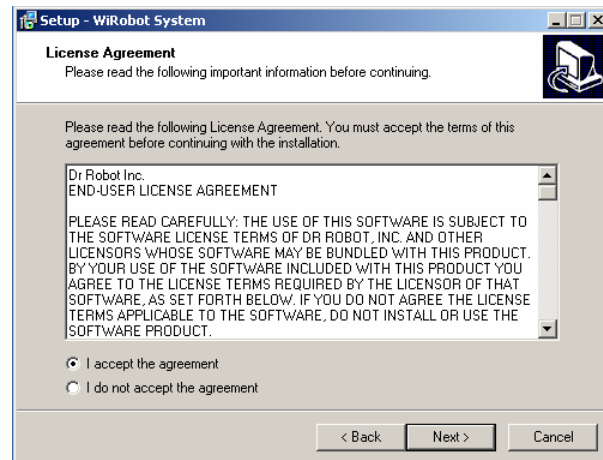 Setup - WiRobot System
License Agreement
Please read the following important information before continuing.
Please read the following License Agreement. You must accept the terms of this
agreement before continuing with the installation.
Dr Robot Inc.
END-USER LICENSE AGREEMENT
PLEASE READ CAREFULLY: THE USE OF THIS SOFTWARE IS SUBJECT TO
THE SOFTWARE LICENSE TERMS OF DR ROBOT, INC. AND OTHER
LICENSORS WHOSE SOFTWARE MAY BE BUNDLED WITH THIS PRODUCT.
BY YOUR USE OF THE SOFTWARE INCLUDED WITH THIS PRODUCT YOU
AGREE TO THE LICENSE TERMS REQUIRED BY THE LICENSOR OF THAT
SOFTWARE, AS SET FORTH BELOW. IF YOU DO NOT AGREE THE LICENSE
TERMS APPLICABLE TO THE SOFTWARE, DO NOT INSTALL OR USE THE
SOFTWARE PRODUCT.
I accept the agreement
I do not accept the agreement
< Back Next > Cancel